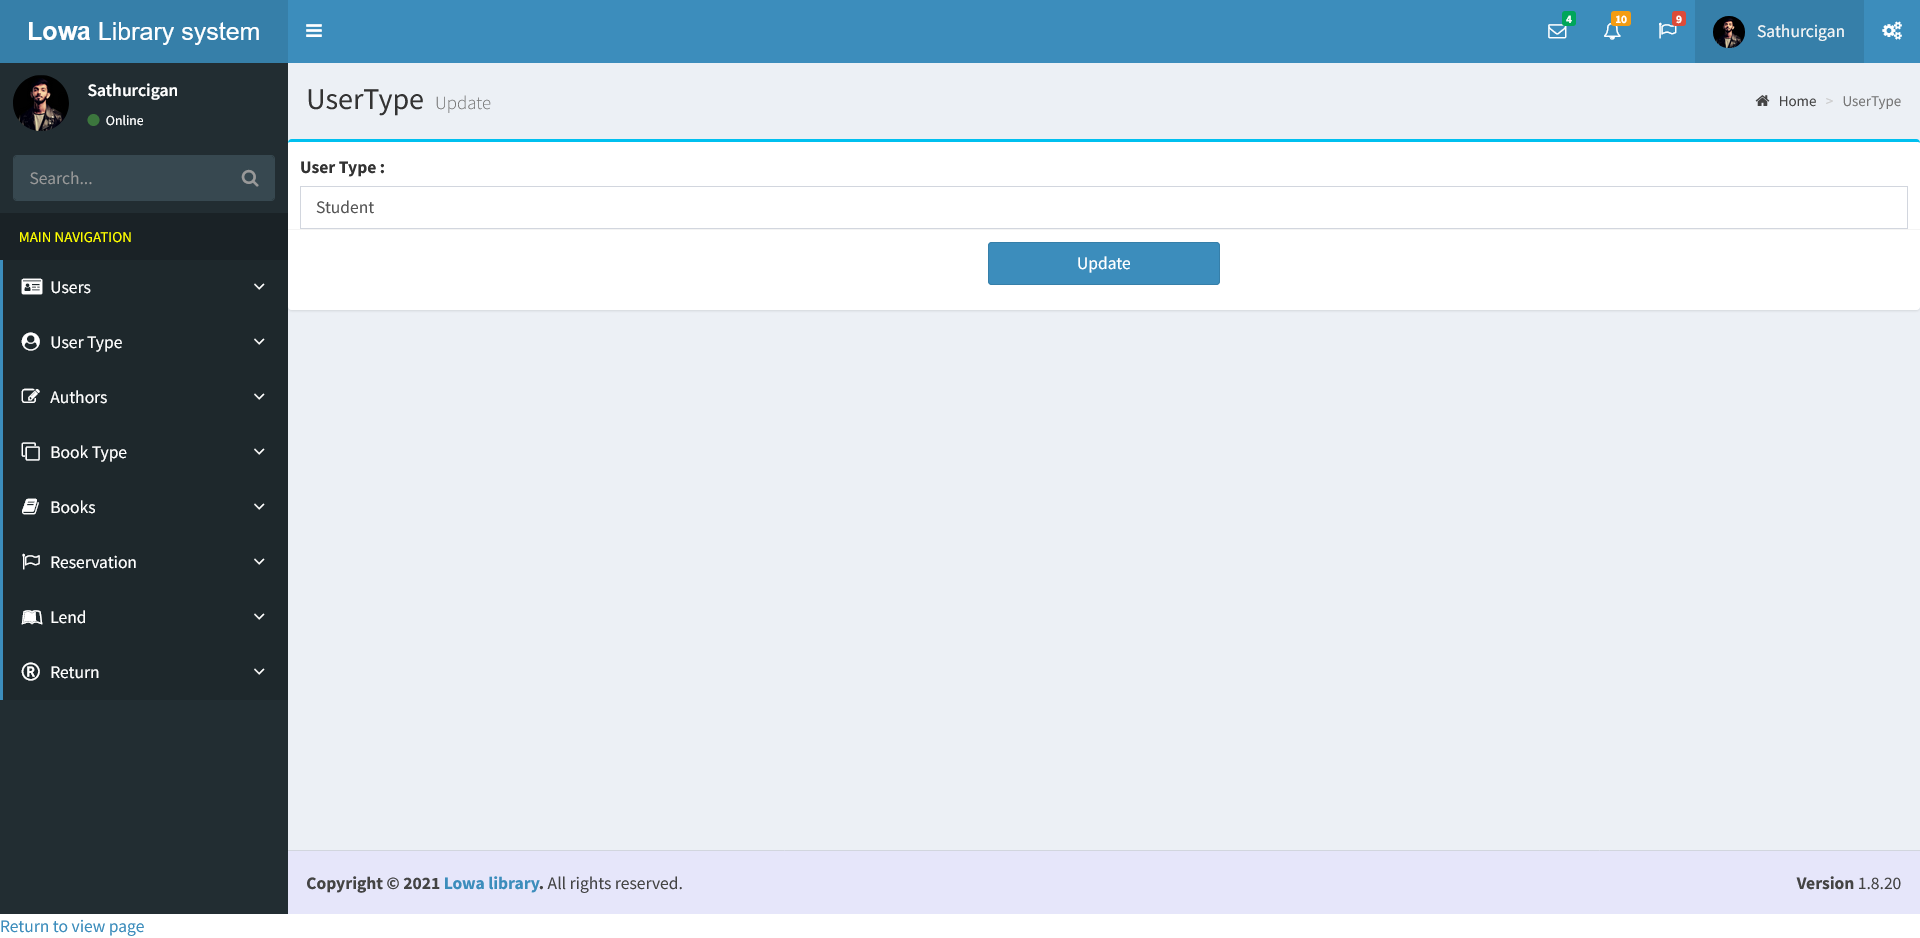 Lowa Library system
4
10
9
Sathurcigan
Sathurcigan
Online
Search...
MAIN NAVIGATION
Users
User Type
Authors
Book Type
Books
Reservation
Lend
Return
UserType Update
Home > UserType
User Type :
Student
Update
Copyright © 2021 Lowa library. All rights reserved.
Version 1.8.20
Return to view page